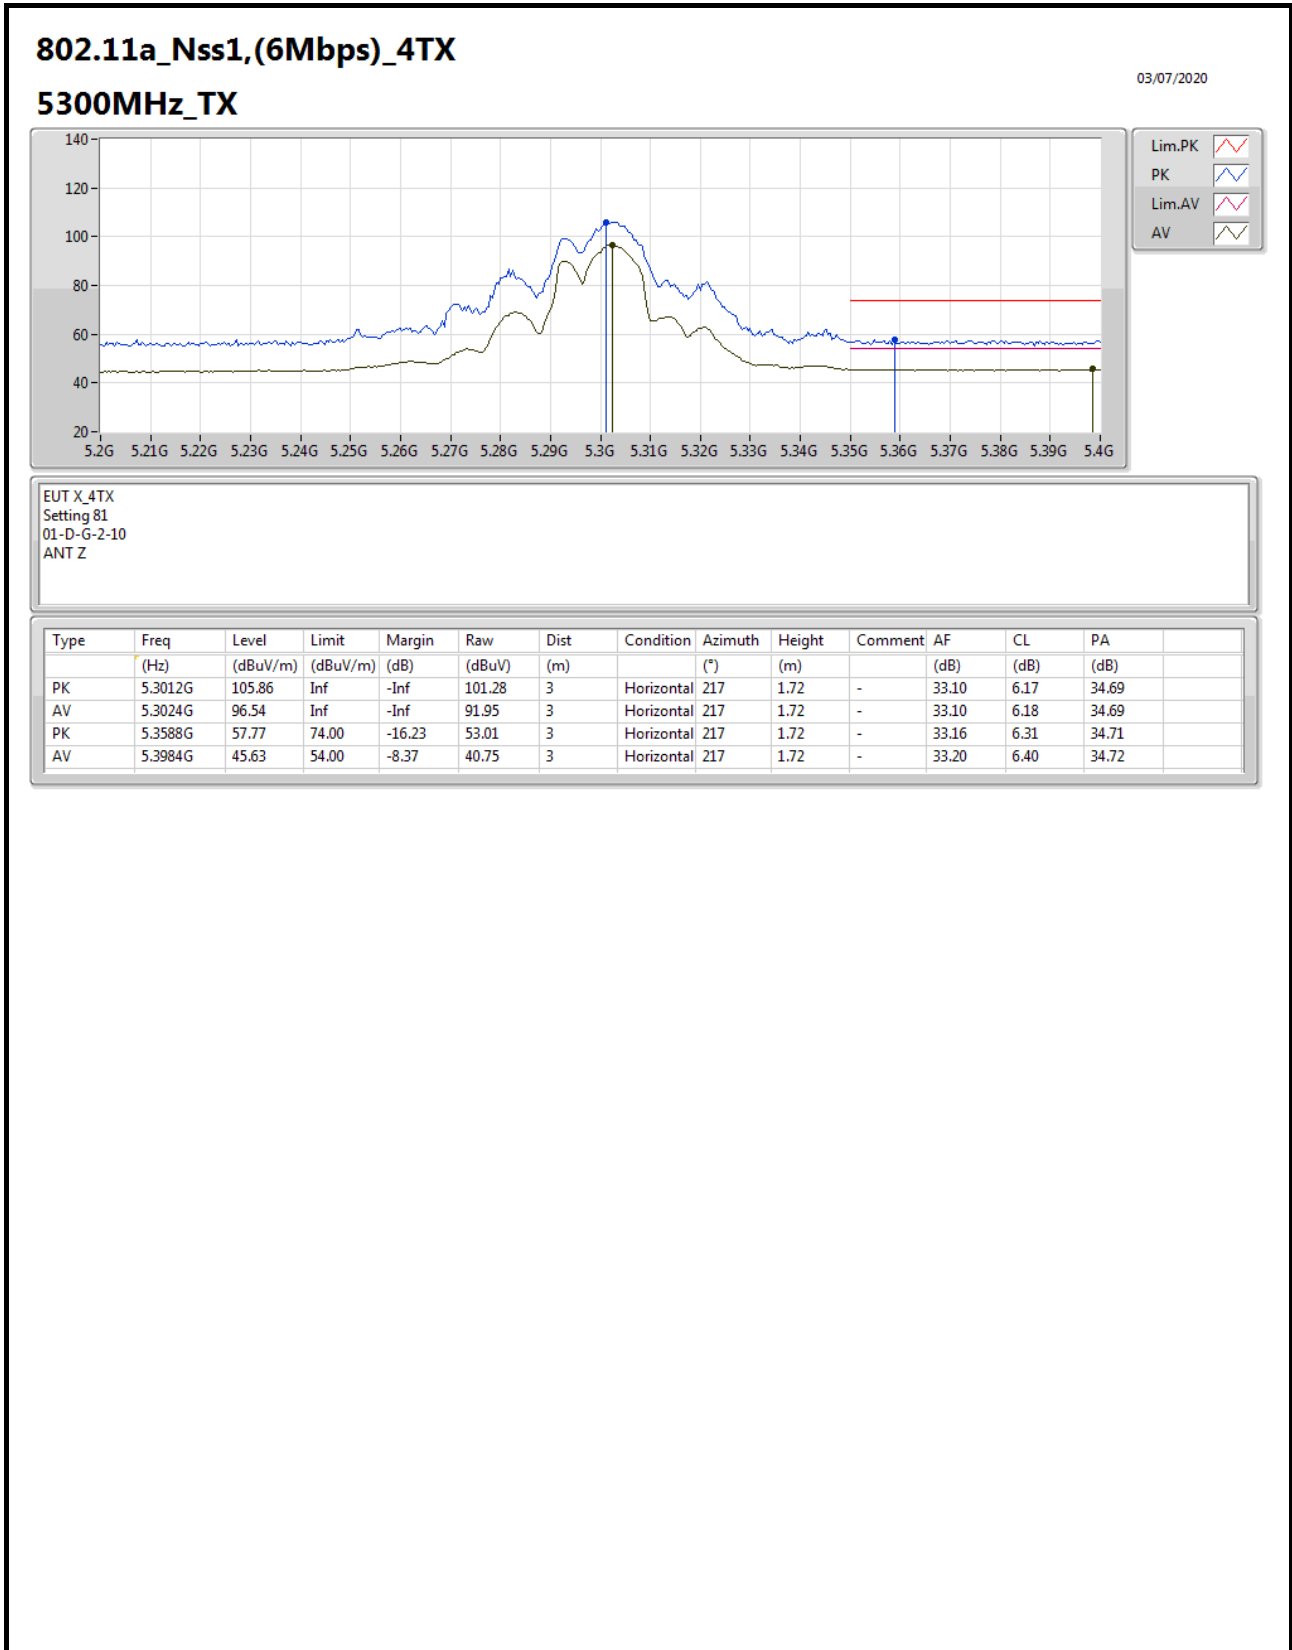 802.11a_Nss1,(6Mbps)_4TX
03/07/2020
5300MHz_TX
140
120
100
80
60
40
20
5.2G 5.21G 5.22G 5.23G 5.24G 5.25G 5.26G 5.27G 5.28G 5.29G 5.3G 5.31G 5.32G 5.33G 5.34G 5.35G 5.36G 5.37G 5.38G 5.39G 5.4G
Lim.PK
PK
Lim.AV
AV
EUT X_4TX
Setting 81
01-D-G-2-10
ANT Z
Type Freq Level Limit Margin Raw Dist Condition Azimuth Height Comment AF CL PA
(Hz) (dBuV/m) (dBuV/m) (dB) (dBuV) (m) (°) (m) (dB) (dB) (dB)
PK 5.3012G 105.86 Inf -Inf 101.28 3 Horizontal 217 1.72 - 33.10 6.17 34.69
AV 5.3024G 96.54 Inf -Inf 91.95 3 Horizontal 217 1.72 - 33.10 6.18 34.69
PK 5.3588G 57.77 74.00 -16.23 53.01 3 Horizontal 217 1.72 - 33.16 6.31 34.71
AV 5.3984G 45.63 54.00 -8.37 40.75 3 Horizontal 217 1.72 - 33.20 6.40 34.72